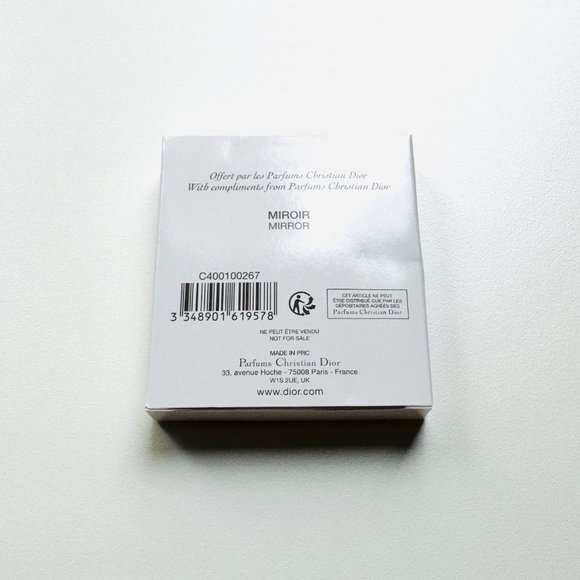 Offert par les Parfums Christian Dior
With compliments from Parfums Christian Dior
MIROIR
MIRROR
C400100267
3 348901 619578
CET ARTICLE NE PEUT
ÊTRE DISTRIBUÉ QUE PAR LES
DÉPOSITAIRES AGRÉÉS DES
Parfums Christian Dior
NE PEUT ÊTRE VENDU
NOT FOR SALE
MADE IN PRC
Parfums Christian Dior
33, avenue Hoche - 75008 Paris - France
W1S 2UE, UK
www.dior.com